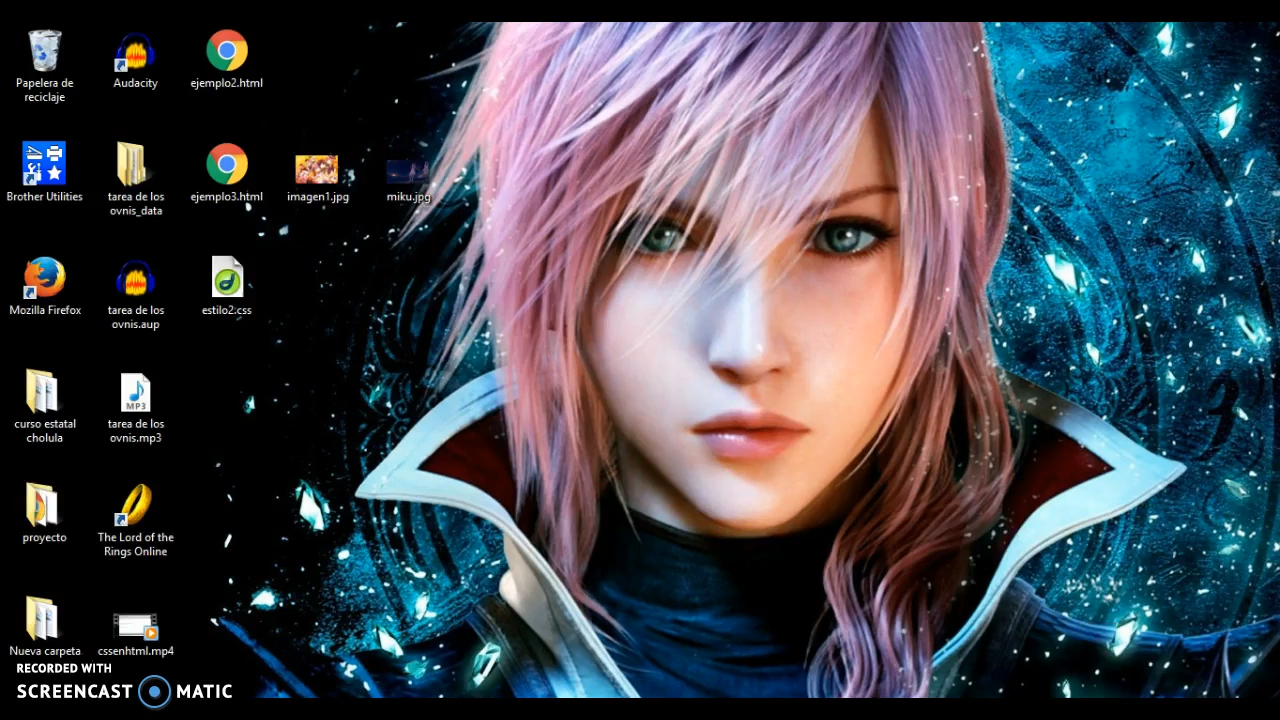 Papelera de
reciclaje
Audacity
ejemplo2.html
Brother Utilities
tarea de los
ovnis_data
ejemplo3.html
imagen1.jpg
miku.jpg
Mozilla Firefox
tarea de los
ovnis.aup
estilo2.css
curso estatal
cholula
MP3
tarea de los
ovnis.mp3
proyecto
The Lord of the
Rings Online
Nueva carpeta
cssenhtml.mp4
RECORDED WITH
SCREENCAST MATIC